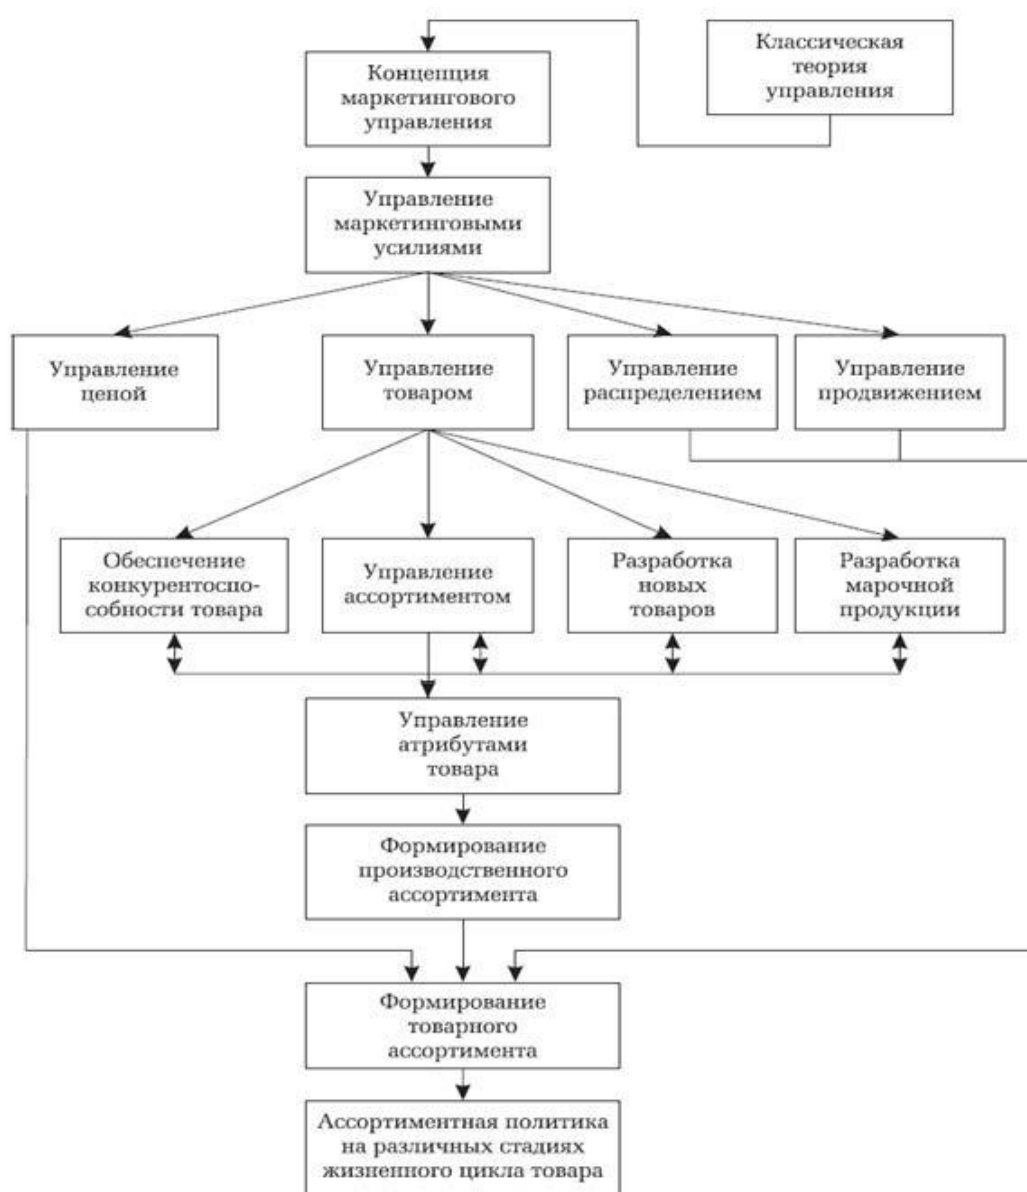 Классическая
теория
управления
Концепция
маркетингового
управления
Управление
маркетинговыми
усилиями
Управление
ценой
Управление
товаром
Управление
распределением
Управление
продвижением
Обеспечение
конкурентоспо-
собности товара
Управление
ассортиментом
Разработка
новых
товаров
Разработка
марочной
продукции
Управление
атрибутами
товара
Формирование
производственного
ассортимента
Формирование
товарного
ассортимента
Ассортиментная политика
на различных стадиях
жизненного цикла товара